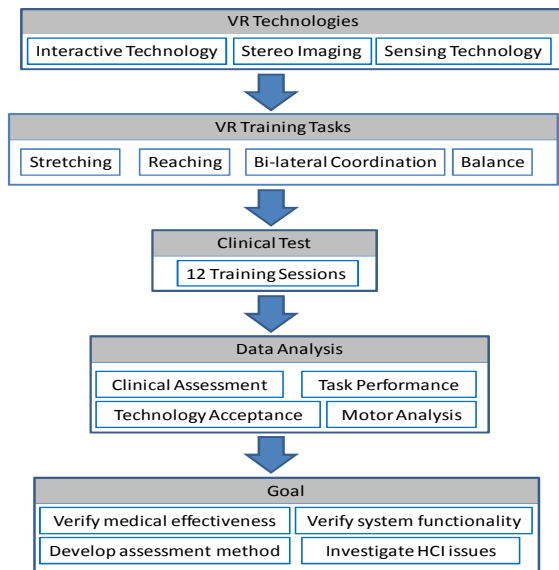 VR Technologies
Interactive Technology Stereo Imaging Sensing Technology
VR Training Tasks
Stretching Reaching Bi-lateral Coordination Balance
Clinical Test
12 Training Sessions
Data Analysis
Clinical Assessment Task Performance
Technology Acceptance Motor Analysis
Goal
Verify medical effectiveness Verify system functionality
Develop assessment method Investigate HCI issues